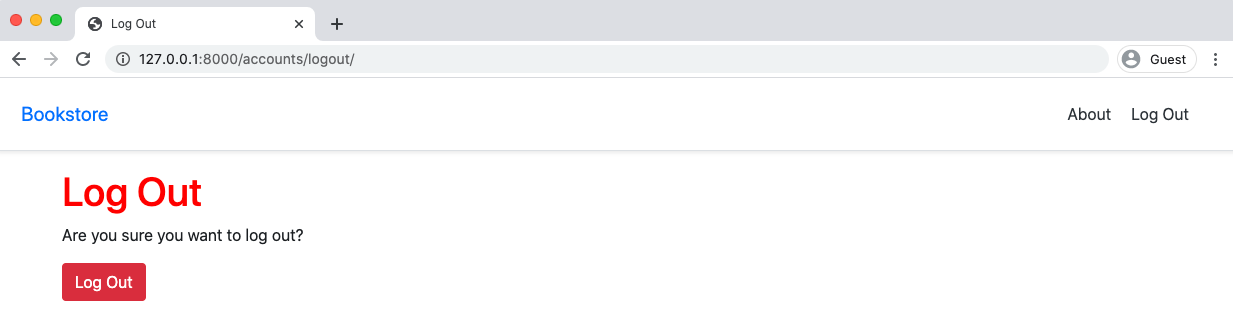 Log Out
127.0.0.1:8000/accounts/logout/
Guest
Bookstore
About
Log Out
Log Out
Are you sure you want to log out?
Log Out